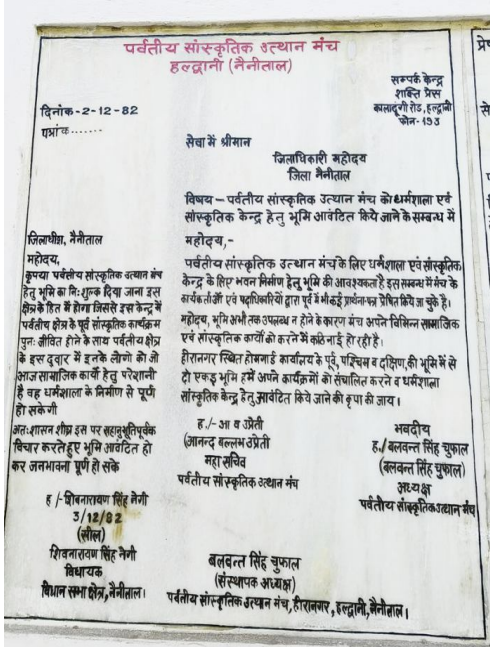 पर्वतीय सांस्कृतिक उत्थान मंच
हल्द्वानी (नैनीताल)
सम्पर्क केन्द्र
शक्ति प्रेस
कालाढूंगी रोड, हल्द्वानी
फोन-193
दिनांक-2-12-82
पत्रांक.......
सेवा में श्रीमान
जिलाधिकारी महोदय
जिला नैनीताल
विषय – पर्वतीय सांस्कृतिक उत्थान मंच को धर्मशाला एवं
सांस्कृतिक केन्द्र हेतु भूमि आवंटित किये जाने के सम्बन्ध में
महोदय,-
पर्वतीय सांस्कृतिक उत्थान मंच के लिए धर्मशाला एवं सांस्कृतिक
केन्द्र के लिए भवन निर्माण हेतु भूमि की आवश्यकता है इस सम्बन्ध में मंच के
कार्यकर्ताओं एवं पदाधिकारियों द्वारा पूर्व में भी कई प्रार्थना-पत्र प्रेषित किये जा चुके है।
महोदय, भूमि अभी तक उपलब्ध न होने के कारण मंच अपने विभिन्न सामाजिक
एवं सांस्कृतिक कार्यों को करने में कठिनाई हो रही है।
हीरानगर स्थित होमगार्ड कार्यालय के पूर्व, पश्चिम व दक्षिण, की भूमि में से
दो एकड़ भूमि हमें अपने कार्यक्रमों को संचालित करने व धर्मशाला
सांस्कृतिक केन्द्र हेतु आवंटित किये जाने की कृपा की जाय।
जिलाधीश, नैनीताल
महोदय,
कृपया पर्वतीय सांस्कृतिक उत्थान मंच
हेतु भूमि का निःशुल्क दिया जाना इस
क्षेत्र के हित में होगा जिससे इस केन्द्र में
पर्वतीय क्षेत्र के पूर्व सांस्कृतिक कार्यक्रम
पुनः जीवित होने के साथ पर्वतीय क्षेत्र
के इस दुवार में इनके लोगो को जो
आज सामाजिक कार्यो हेतु परेशानी
है वह धर्मशाला के निर्माण से पूर्ण
हो सकेगी
अतः शासन शीघ्र इस पर सहानुभूतिपूर्वक
विचार करते हुए भूमि आवंटित हो
कर जनभावना पूर्ण हो सके
ह०/- आ व उप्रेती
(आनन्द बल्लभ उप्रेती
महा सचिव
पर्वतीय सांस्कृतिक उत्थान मंच
भवदीय
ह./ बलवन्त सिंह चुफाल
(बलवन्त सिंह चुफाल)
अध्यक्ष
पर्वतीय सांस्कृतिक उत्थान मंच
ह /- शिवनारायण सिंह नेगी
3/12/82
(सील)
शिवनारायण सिंह नेगी
विधायक
विधान सभा क्षेत्र, नैनीताल।
बलवन्त सिंह चुफाल
(संस्थापक अध्यक्ष)
पर्वतीय सांस्कृतिक उत्थान मंच, हीरानगर, हल्द्वानी, नैनीताल।